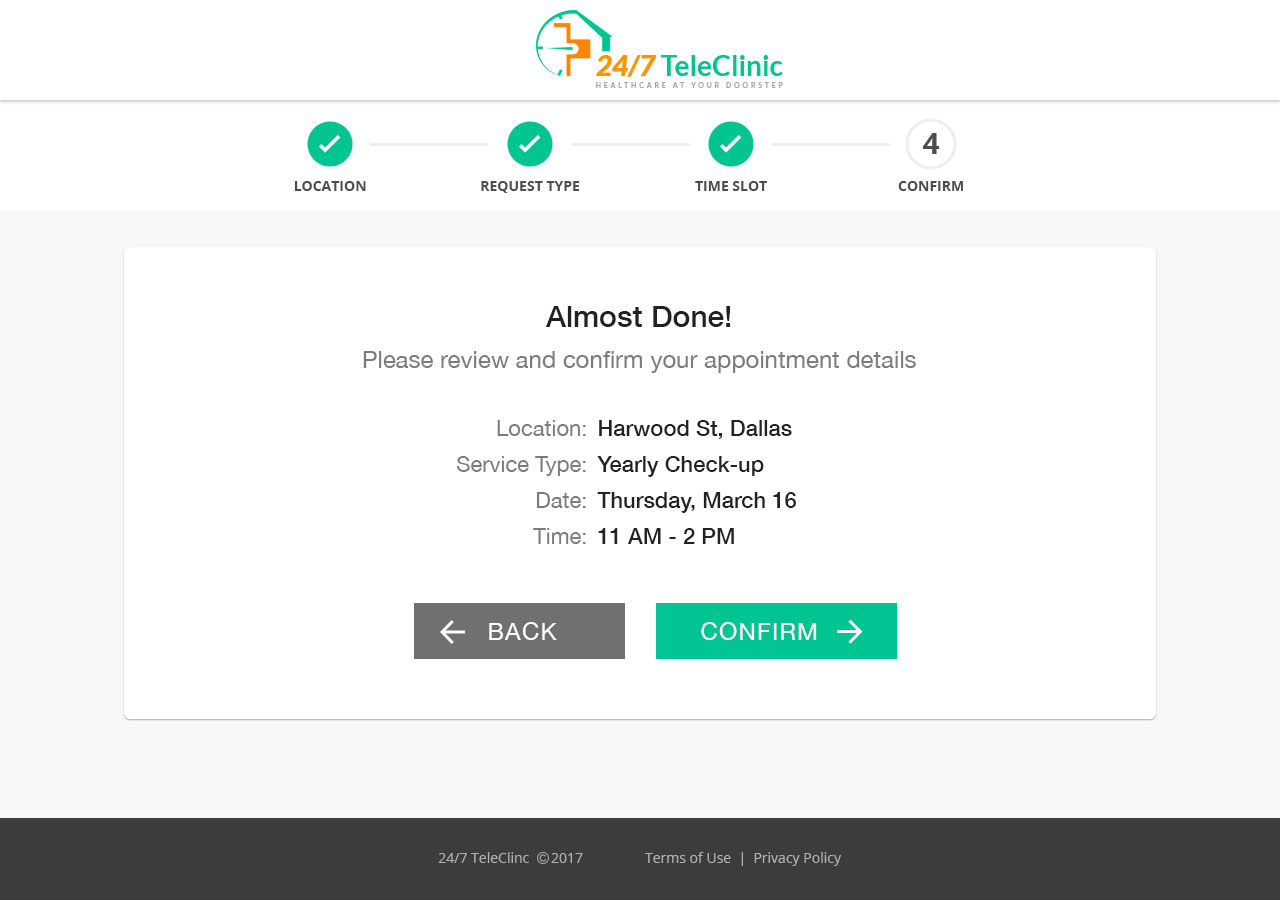 24/7 TeleClinic
HEALTHCARE AT YOUR DOORSTEP
4
LOCATION REQUEST TYPE TIME SLOT CONFIRM
Almost Done!
Please review and confirm your appointment details
Location: Harwood St, Dallas
Service Type: Yearly Check-up
Date: Thursday, March 16
Time: 11 AM - 2 PM
BACK CONFIRM
24/7 TeleClinc ©2017 Terms of Use | Privacy Policy